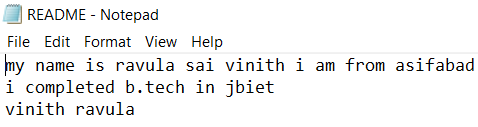 README - Notepad
File Edit Format View Help
my name is ravula sai vinith i am from asifabad
i completed b.tech in jbiet
vinith ravula